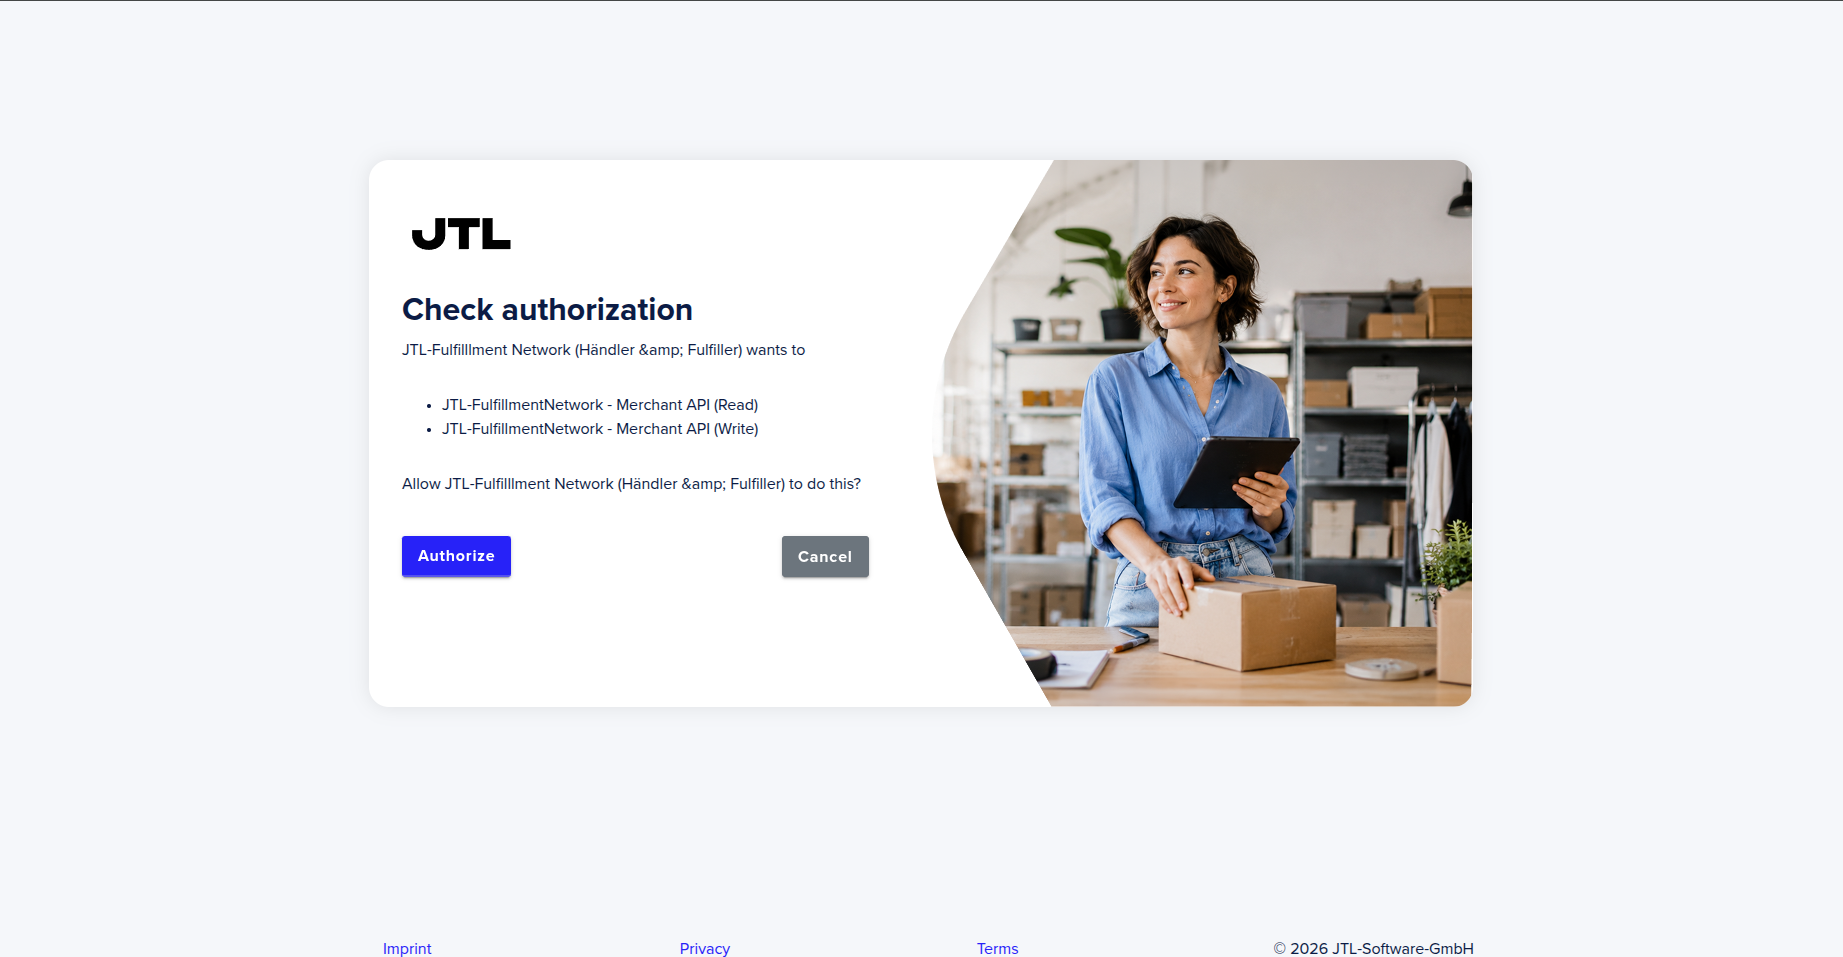 JTL
Check authorization
JTL-Fulfilllment Network (Händler &amp; Fulfiller) wants to
JTL-FulfillmentNetwork - Merchant API (Read)
JTL-FulfillmentNetwork - Merchant API (Write)
Allow JTL-Fulfilllment Network (Händler &amp; Fulfiller) to do this?
Authorize
Cancel
Imprint
Privacy
Terms
© 2026 JTL-Software-GmbH